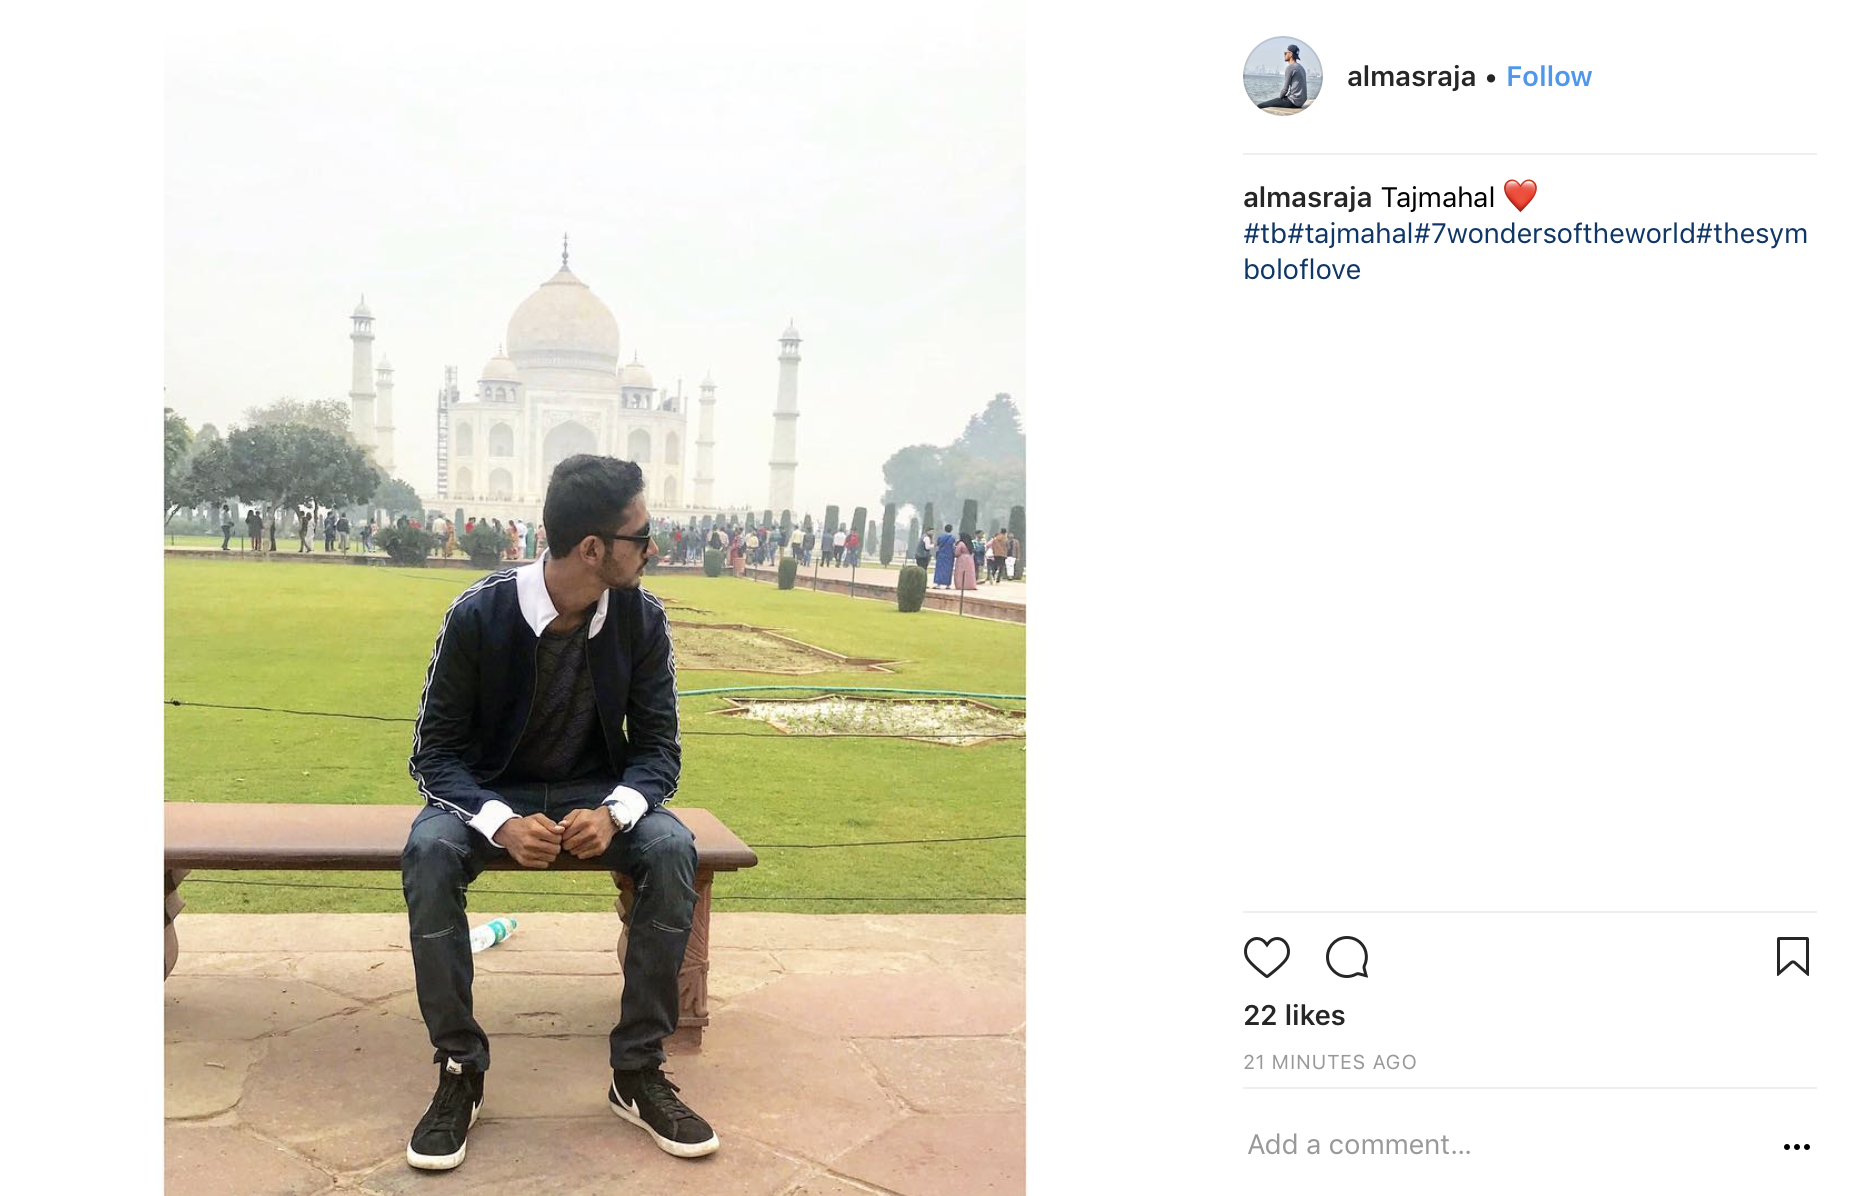 almasraja • Follow
almasraja Tajmahal ❤️
#tb#tajmahal#7wondersoftheworld#thesym
boloflove
22 likes
21 MINUTES AGO
Add a comment...